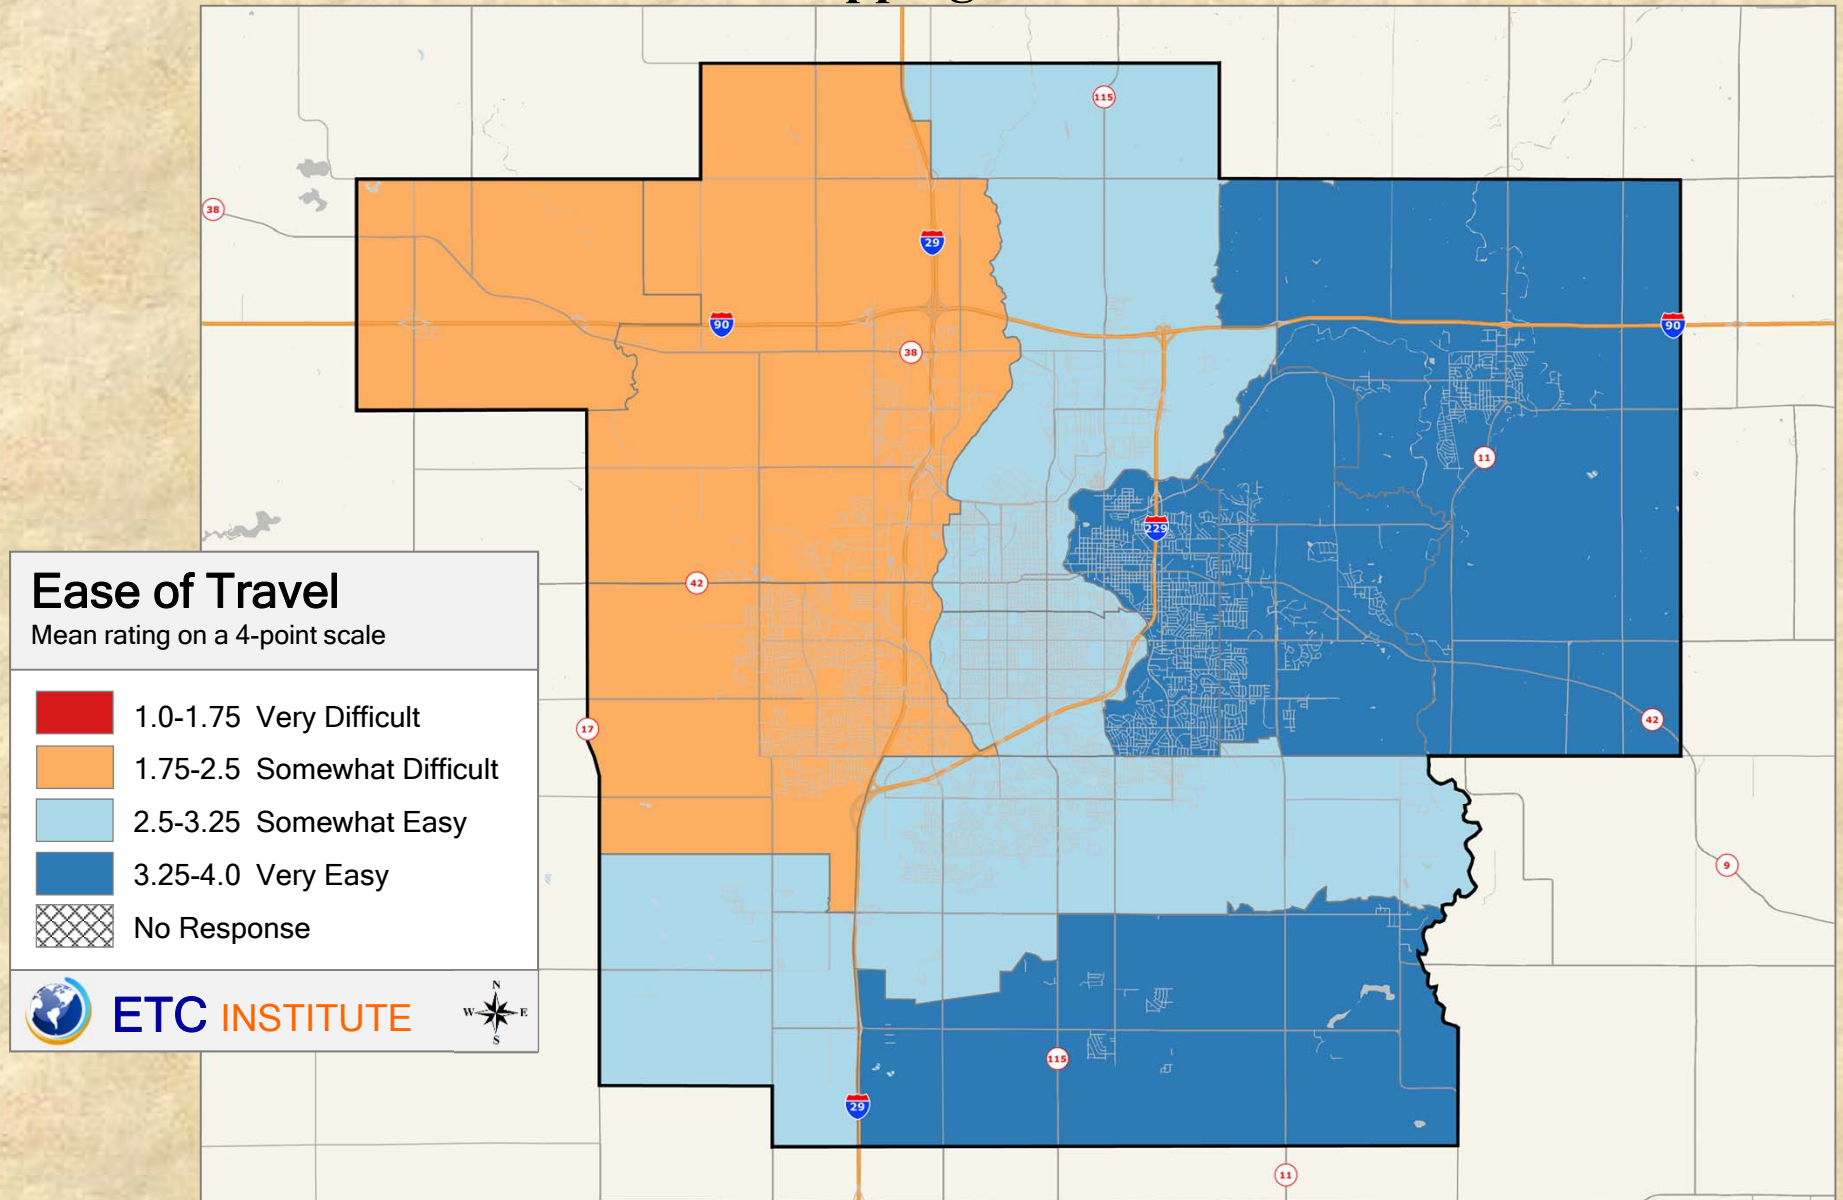 115
38
29
90
90
38
11
229
42
17
42
9
115
29
11
Ease of Travel
Mean rating on a 4-point scale
1.0-1.75 Very Difficult
1.75-2.5 Somewhat Difficult
2.5-3.25 Somewhat Easy
3.25-4.0 Very Easy
No Response
ETC INSTITUTE
N
W E
S